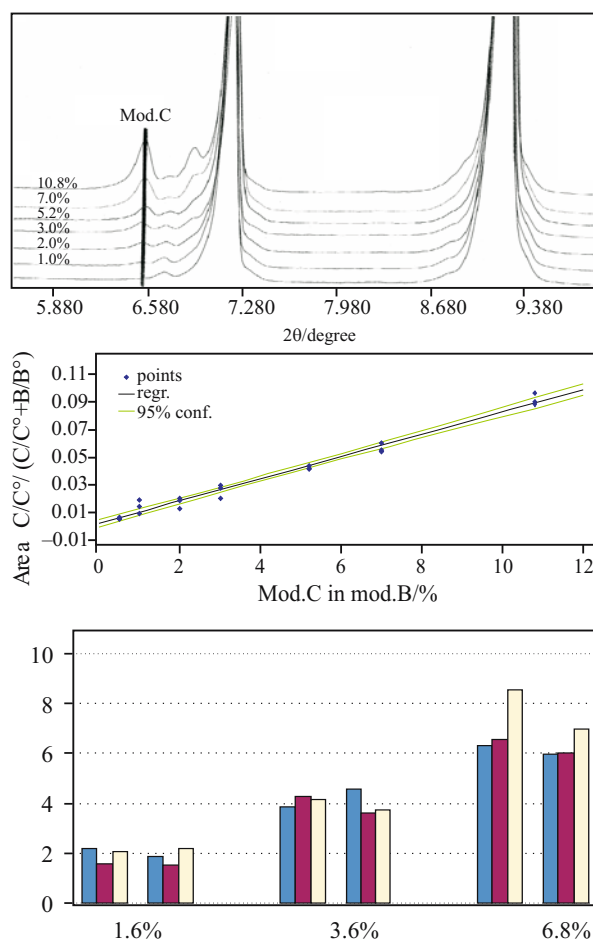 Mod.C
10.8%
7.0%
5.2%
3.0%
2.0%
1.0%
5.880 6.580 7.280 7.980 8.680 9.380
2θ/degree
Area C/C°/ (C/C°+B/B°)
0.11
0.09
0.07
0.05
0.03
0.01
–0.01
points
regr.
95% conf.
0 2 4 6 8 10 12
Mod.C in mod.B/%
10
8
6
4
2
0
1.6% 3.6% 6.8%